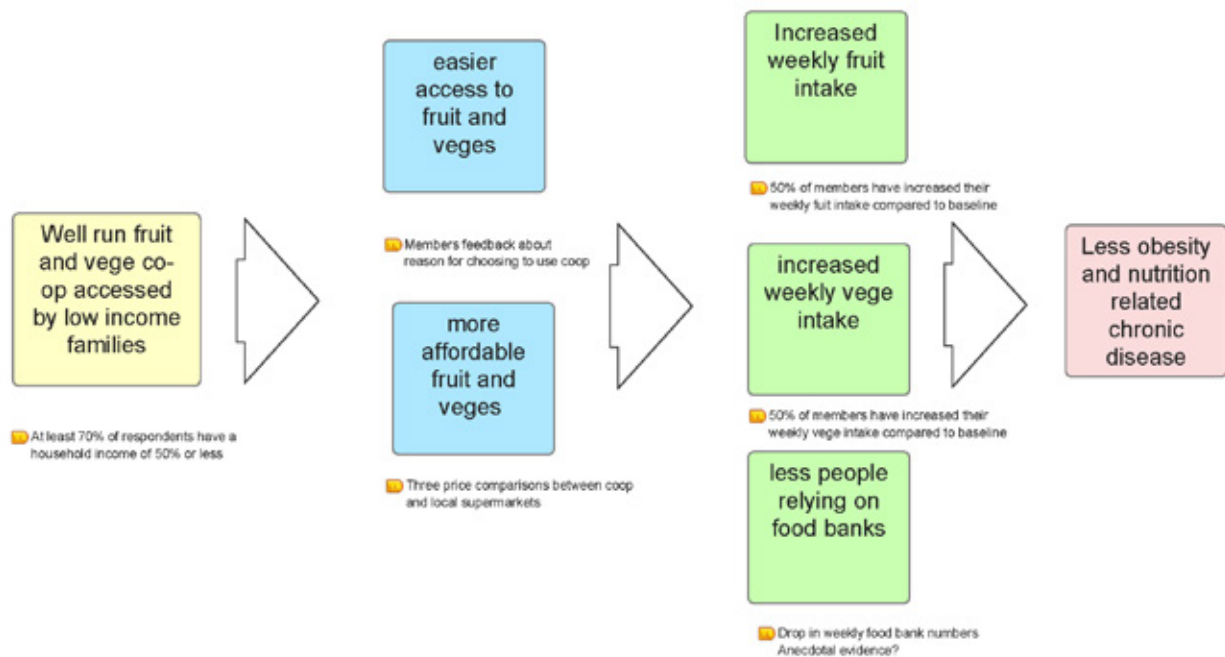 Well run fruit
and vege co-
op accessed
by low income
families
At least 70% of respondents have a
household income of 50% or less
easier
access to
fruit and
veges
Members feedback about
reason for choosing to use coop
more
affordable
fruit and
veges
Three price comparisons between coop
and local supermarkets
Increased
weekly fruit
intake
50% of members have increased their
weekly fuit intake compared to baseline
increased
weekly vege
intake
50% of members have increased their
weekly vege intake compared to baseline
less people
relying on
food banks
Drop in weekly food bank numbers
Anecdotal evidence?
Less obesity
and nutrition
related
chronic
disease